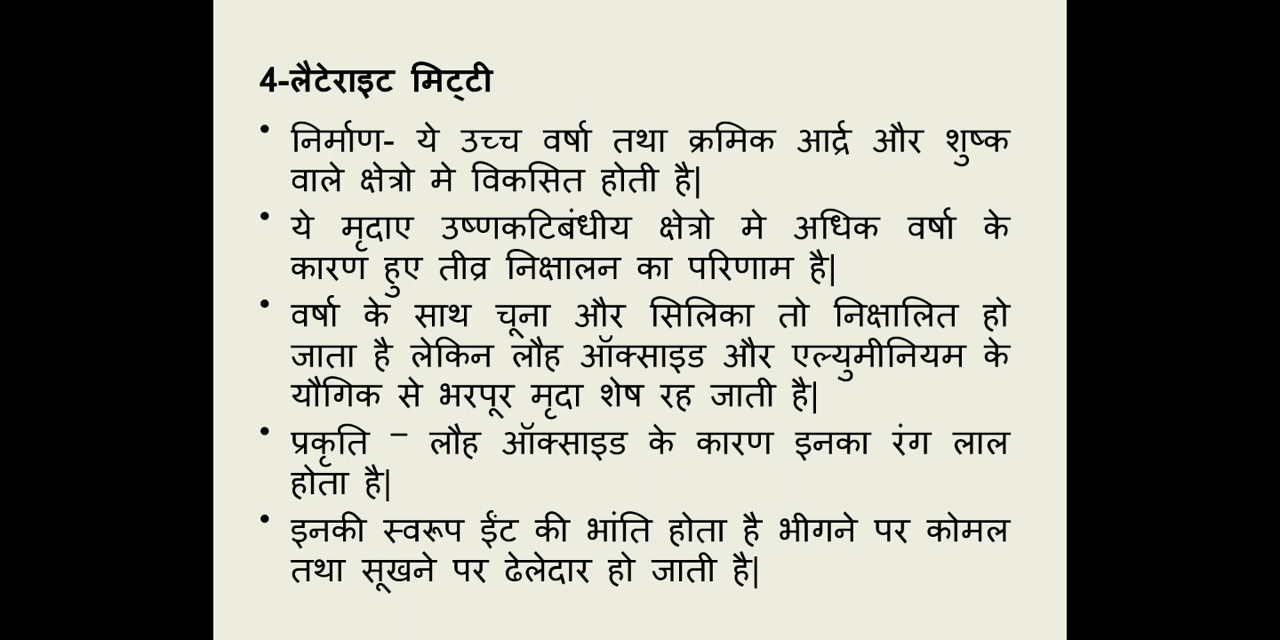 4-लैटेराइट मिट्टी
• निर्माण- ये उच्च वर्षा तथा क्रमिक आर्द्र और शुष्क
वाले क्षेत्रो मे विकसित होती है|
• ये मृदाए उष्णकटिबंधीय क्षेत्रो मे अधिक वर्षा के
कारण हुए तीव्र निक्षालन का परिणाम है|
• वर्षा के साथ चूना और सिलिका तो निक्षालित हो
जाता है लेकिन लौह ऑक्साइड और एल्युमीनियम के
यौगिक से भरपूर मृदा शेष रह जाती है|
• प्रकृति – लौह ऑक्साइड के कारण इनका रंग लाल
होता है|
• इनकी स्वरूप ईंट की भांति होता है भीगने पर कोमल
तथा सूखने पर ढेलेदार हो जाती है|